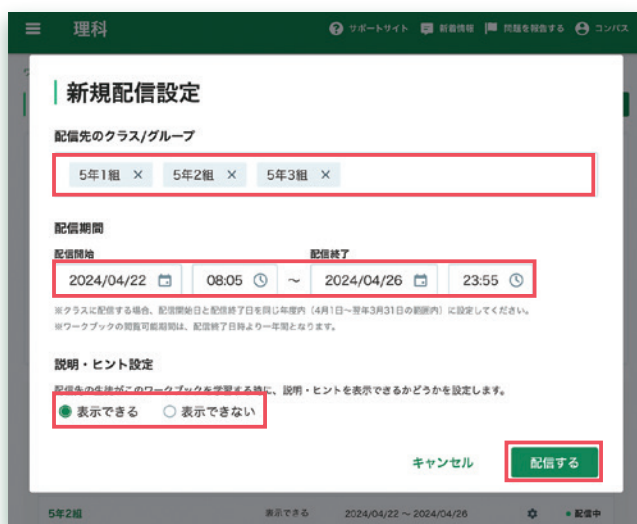 理科
サポートサイト 新着情報 問題を報告する コンパス
新規配信設定
配信先のクラス/グループ
5年1組 × 5年2組 × 5年3組 ×
配信期間
配信開始 配信終了
2024/04/22 08:05 ~ 2024/04/26 23:55
※クラスに配信する場合、配信開始日と配信終了日を同じ年度内（4月1日～翌年3月31日の範囲内）に設定してください。
※ワークブックの閲覧可能期間は、配信終了日時より一年間となります。
説明・ヒント設定
配信先の生徒がこのワークブックを学習する時に、説明・ヒントを表示できるかどうかを設定します。
表示できる 表示できない
キャンセル 配信する
5年2組 表示できる 2024/04/22 ～ 2024/04/26 配信中